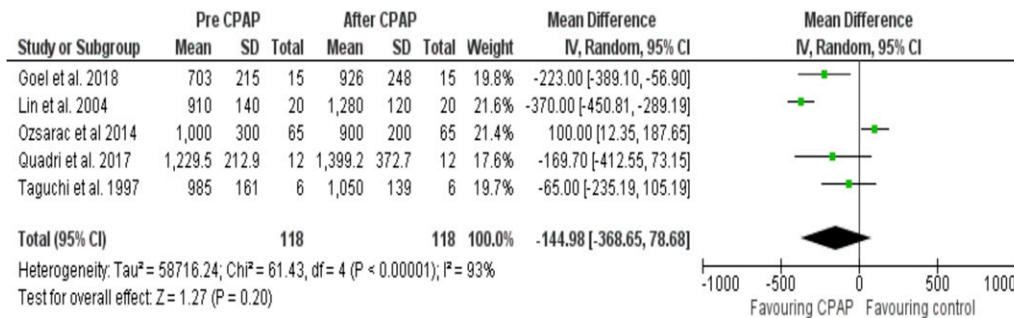 Pre CPAP After CPAP Mean Difference Mean Difference
Study or Subgroup Mean SD Total Mean SD Total Weight IV, Random, 95% CI IV, Random, 95% CI
Goel et al. 2018 703 215 15 926 248 15 19.8% -223.00 [-389.10, -56.90]
Lin et al. 2004 910 140 20 1,280 120 20 21.6% -370.00 [-450.81, -289.19]
Ozsarac et al 2014 1,000 300 65 900 200 65 21.4% 100.00 [12.35, 187.65]
Quadri et al. 2017 1,229.5 212.9 12 1,399.2 372.7 12 17.6% -169.70 [-412.55, 73.15]
Taguchi et al. 1997 985 161 6 1,050 139 6 19.7% -65.00 [-235.19, 105.19]
Total (95% CI) 118 118 100.0% -144.98 [-368.65, 78.68]
Heterogeneity: Tau² = 58716.24; Chi² = 61.43, df = 4 (P < 0.00001); I² = 93%
Test for overall effect: Z = 1.27 (P = 0.20)
-1000 -500 0 500 1000
Favouring CPAP Favouring control